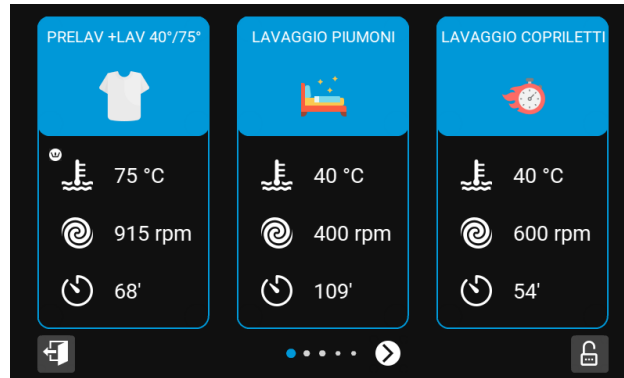 PRELAV +LAV 40°/75°
75 °C
915 rpm
68'
LAVAGGIO PIUMONI
40 °C
400 rpm
109'
LAVAGGIO COPRILETTI
40 °C
600 rpm
54'